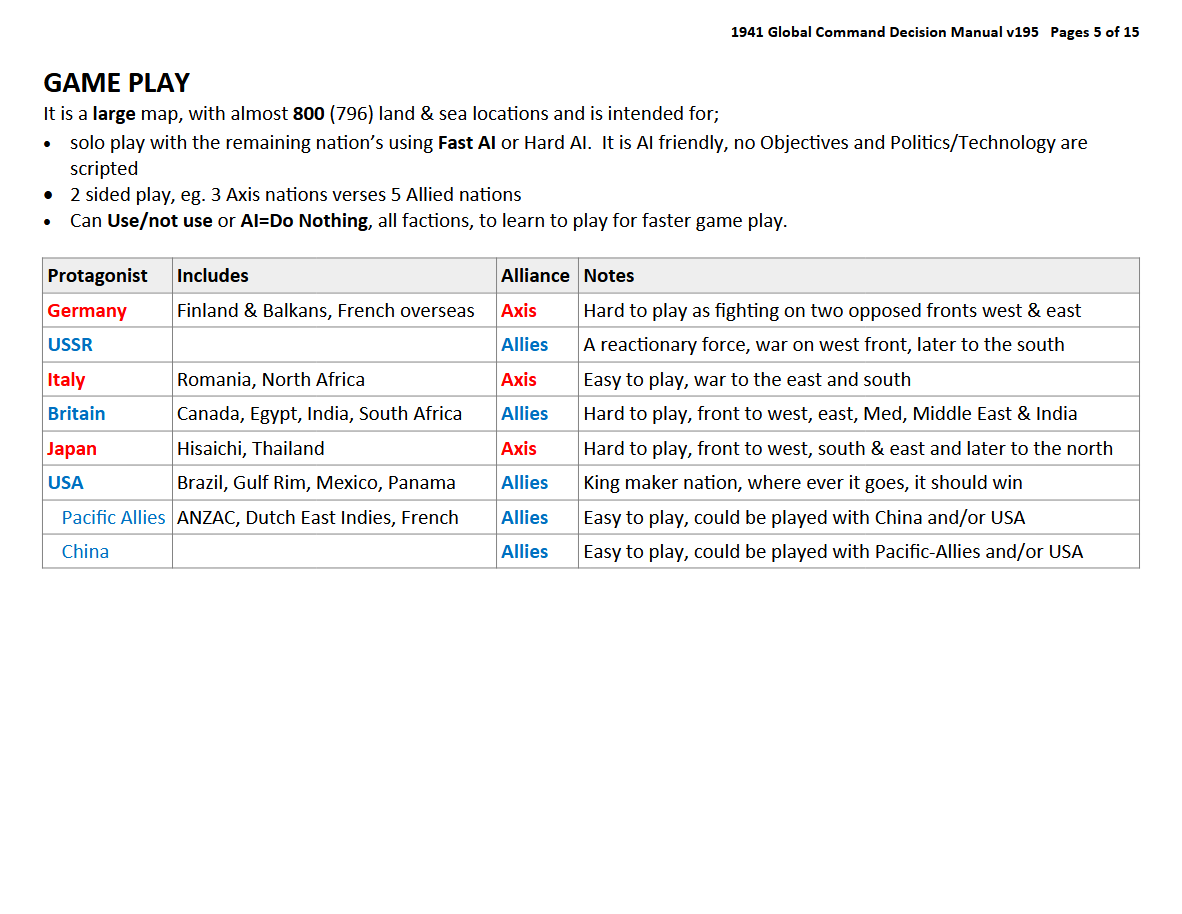 1941 Global Command Decision Manual v195   Pages 5 of 15
GAME PLAY
It is a large map, with almost 800 (796) land & sea locations and is intended for;
• solo play with the remaining nation’s using Fast AI or Hard AI.  It is AI friendly, no Objectives and Politics/Technology are
scripted
• 2 sided play, eg. 3 Axis nations verses 5 Allied nations
• Can Use/not use or AI=Do Nothing, all factions, to learn to play for faster game play.
Protagonist Includes Alliance Notes
Germany Finland & Balkans, French overseas Axis Hard to play as fighting on two opposed fronts west & east
USSR Allies A reactionary force, war on west front, later to the south
Italy Romania, North Africa Axis Easy to play, war to the east and south
Britain Canada, Egypt, India, South Africa Allies Hard to play, front to west, east, Med, Middle East & India
Japan Hisaichi, Thailand Axis Hard to play, front to west, south & east and later to the north
USA Brazil, Gulf Rim, Mexico, Panama Allies King maker nation, where ever it goes, it should win
Pacific Allies ANZAC, Dutch East Indies, French Allies Easy to play, could be played with China and/or USA
China Allies Easy to play, could be played with Pacific-Allies and/or USA